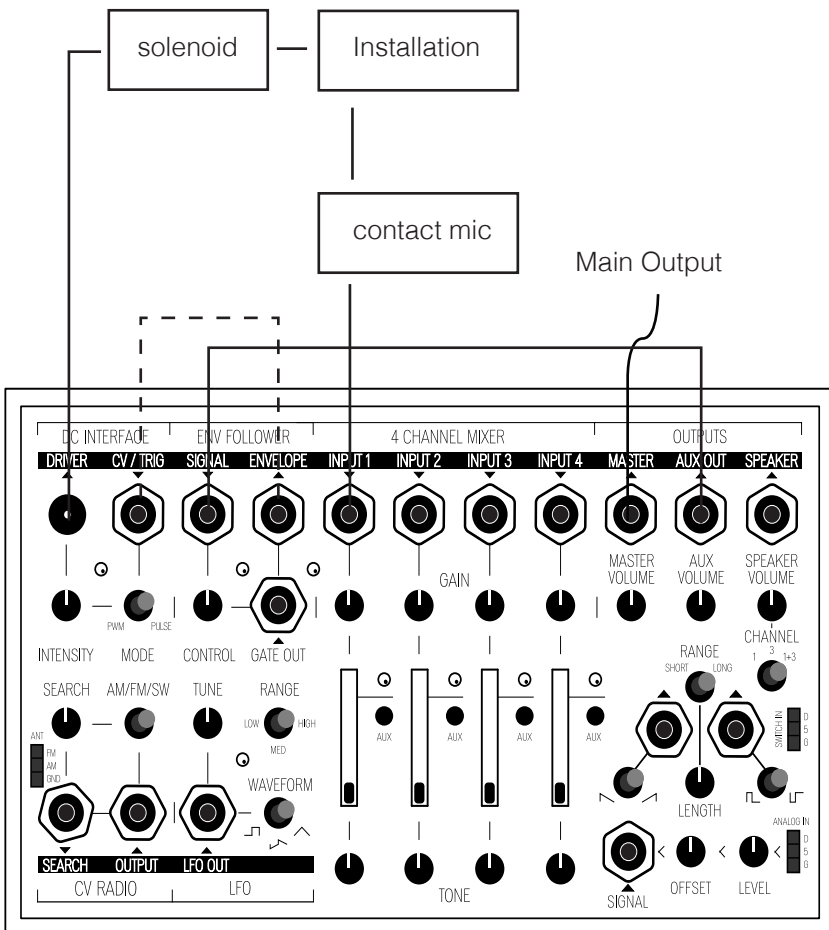 solenoid
Installation
contact mic
Main Output
DC INTERFACE ENV FOLLOWER 4 CHANNEL MIXER OUTPUTS
DRIVER CV / TRIG SIGNAL ENVELOPE INPUT 1 INPUT 2 INPUT 3 INPUT 4 MASTER AUX OUT SPEAKER
GAIN
MASTER VOLUME
AUX VOLUME
SPEAKER VOLUME
PWM PULSE
INTENSITY MODE CONTROL GATE OUT
CHANNEL
1 3 1+3
RANGE
SHORT LONG
SEARCH AM/FM/SW TUNE RANGE
LOW HIGH
MED
ANT
FM
AM
GND
AUX AUX AUX AUX
SWITCH IN
D
5
G
WAVEFORM
LENGTH
ANALOG IN
D
5
G
SEARCH OUTPUT LFO OUT
CV RADIO LFO
TONE
SIGNAL OFFSET LEVEL